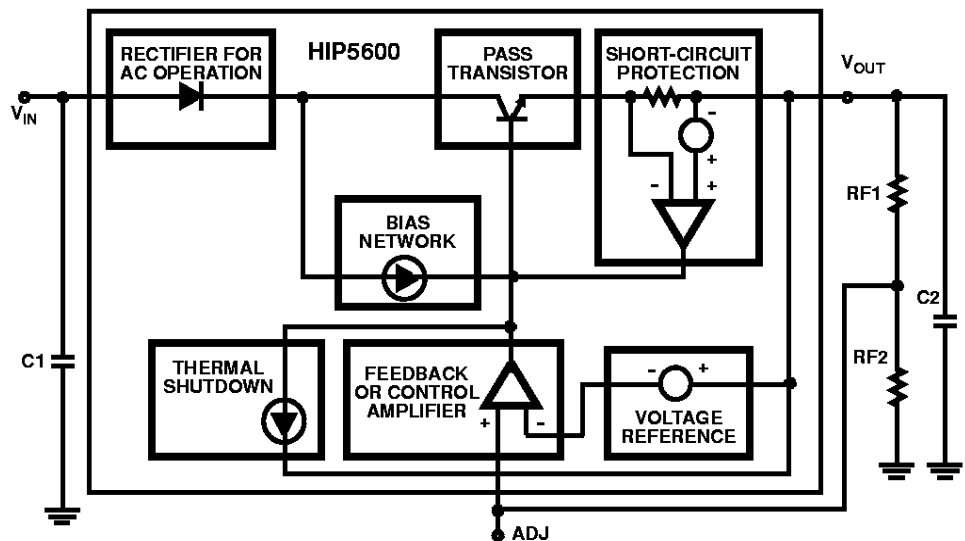 RECTIFIER FOR
AC OPERATION
HIP5600
PASS
TRANSISTOR
SHORT-CIRCUIT
PROTECTION
VOUT
VIN
-
+
-
+
RF1
BIAS
NETWORK
C2
C1
RF2
THERMAL
SHUTDOWN
FEEDBACK
OR CONTROL
AMPLIFIER
+
-
-
+
VOLTAGE
REFERENCE
ADJ